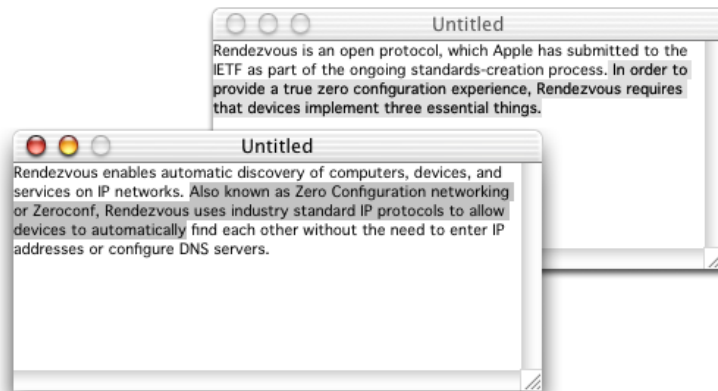 Untitled
Rendezvous is an open protocol, which Apple has submitted to the
IETF as part of the ongoing standards-creation process. In order to
provide a true zero configuration experience, Rendezvous requires
that devices implement three essential things.
Untitled
Rendezvous enables automatic discovery of computers, devices, and
services on IP networks. Also known as Zero Configuration networking
or Zeroconf, Rendezvous uses industry standard IP protocols to allow
devices to automatically find each other without the need to enter IP
addresses or configure DNS servers.